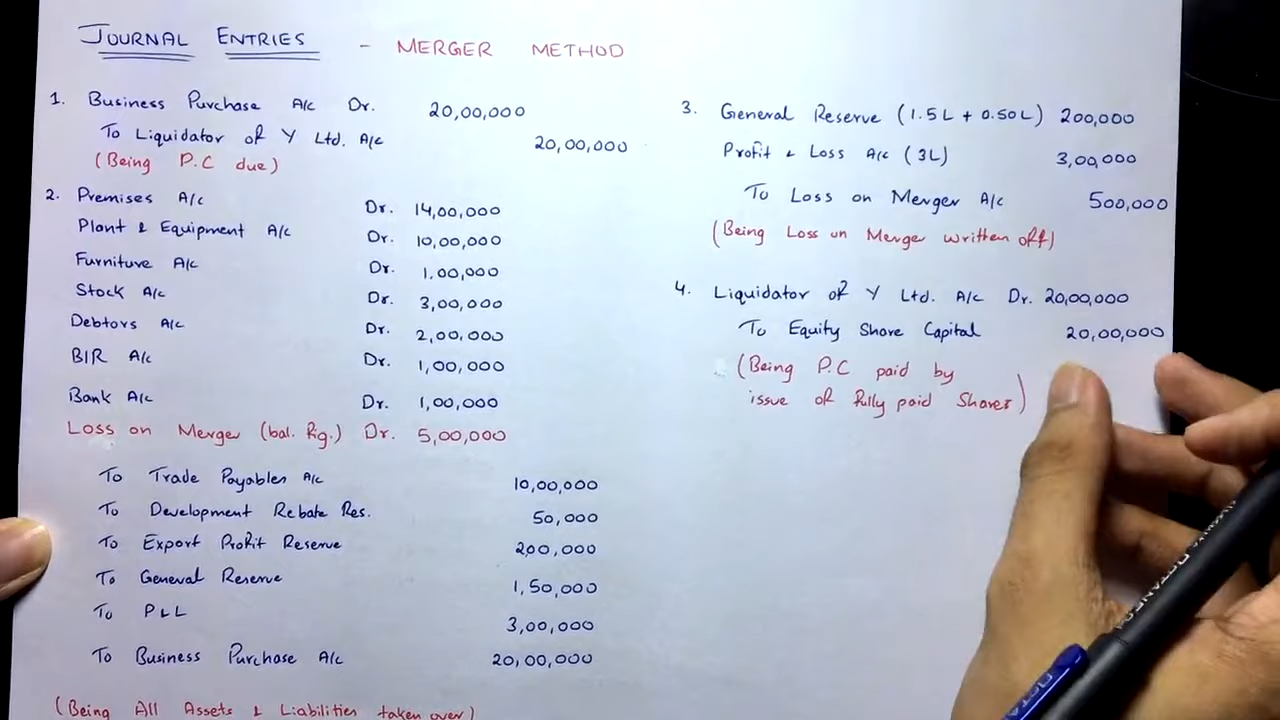 JOURNAL ENTRIES - MERGER METHOD
1. Business Purchase A/c Dr. 20,00,000
To Liquidator of Y Ltd. A/c 20,00,000
(Being P.C due)
2. Premises A/c Dr. 14,00,000
Plant & Equipment A/c Dr. 10,00,000
Furniture A/c Dr. 1,00,000
Stock A/c Dr. 3,00,000
Debtors A/c Dr. 2,00,000
B/R A/c Dr. 1,00,000
Bank A/c Dr. 1,00,000
Loss on Merger (bal. fig.) Dr. 5,00,000
To Trade Payables A/c 10,00,000
To Development Rebate Res. 50,000
To Export Profit Reserve 200,000
To General Reserve 1,50,000
To P&L 3,00,000
To Business Purchase A/c 20,00,000
(Being All Assets & Liabilities taken over)
3. General Reserve (1.5L + 0.50L) 200,000
Profit & Loss A/c (3L) 3,00,000
To Loss on Merger A/c 500,000
(Being Loss on Merger written off)
4. Liquidator of Y Ltd. A/c Dr. 20,00,000
To Equity Share Capital 20,00,000
(Being P.C paid by
issue of fully paid Shares)